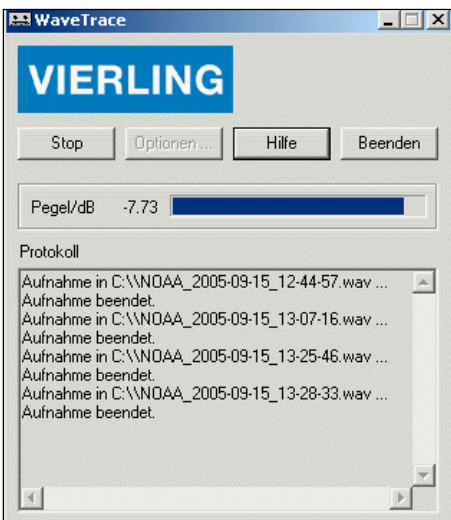 WaveTrace
VIERLING
Stop Optionen ... Hilfe Beenden
Pegel/dB -7.73
Protokoll
Aufnahme in C:\\NOAA_2005-09-15_12-44-57.wav ...
Aufnahme beendet.
Aufnahme in C:\\NOAA_2005-09-15_13-07-16.wav ...
Aufnahme beendet.
Aufnahme in C:\\NOAA_2005-09-15_13-25-46.wav ...
Aufnahme beendet.
Aufnahme in C:\\NOAA_2005-09-15_13-28-33.wav ...
Aufnahme beendet.